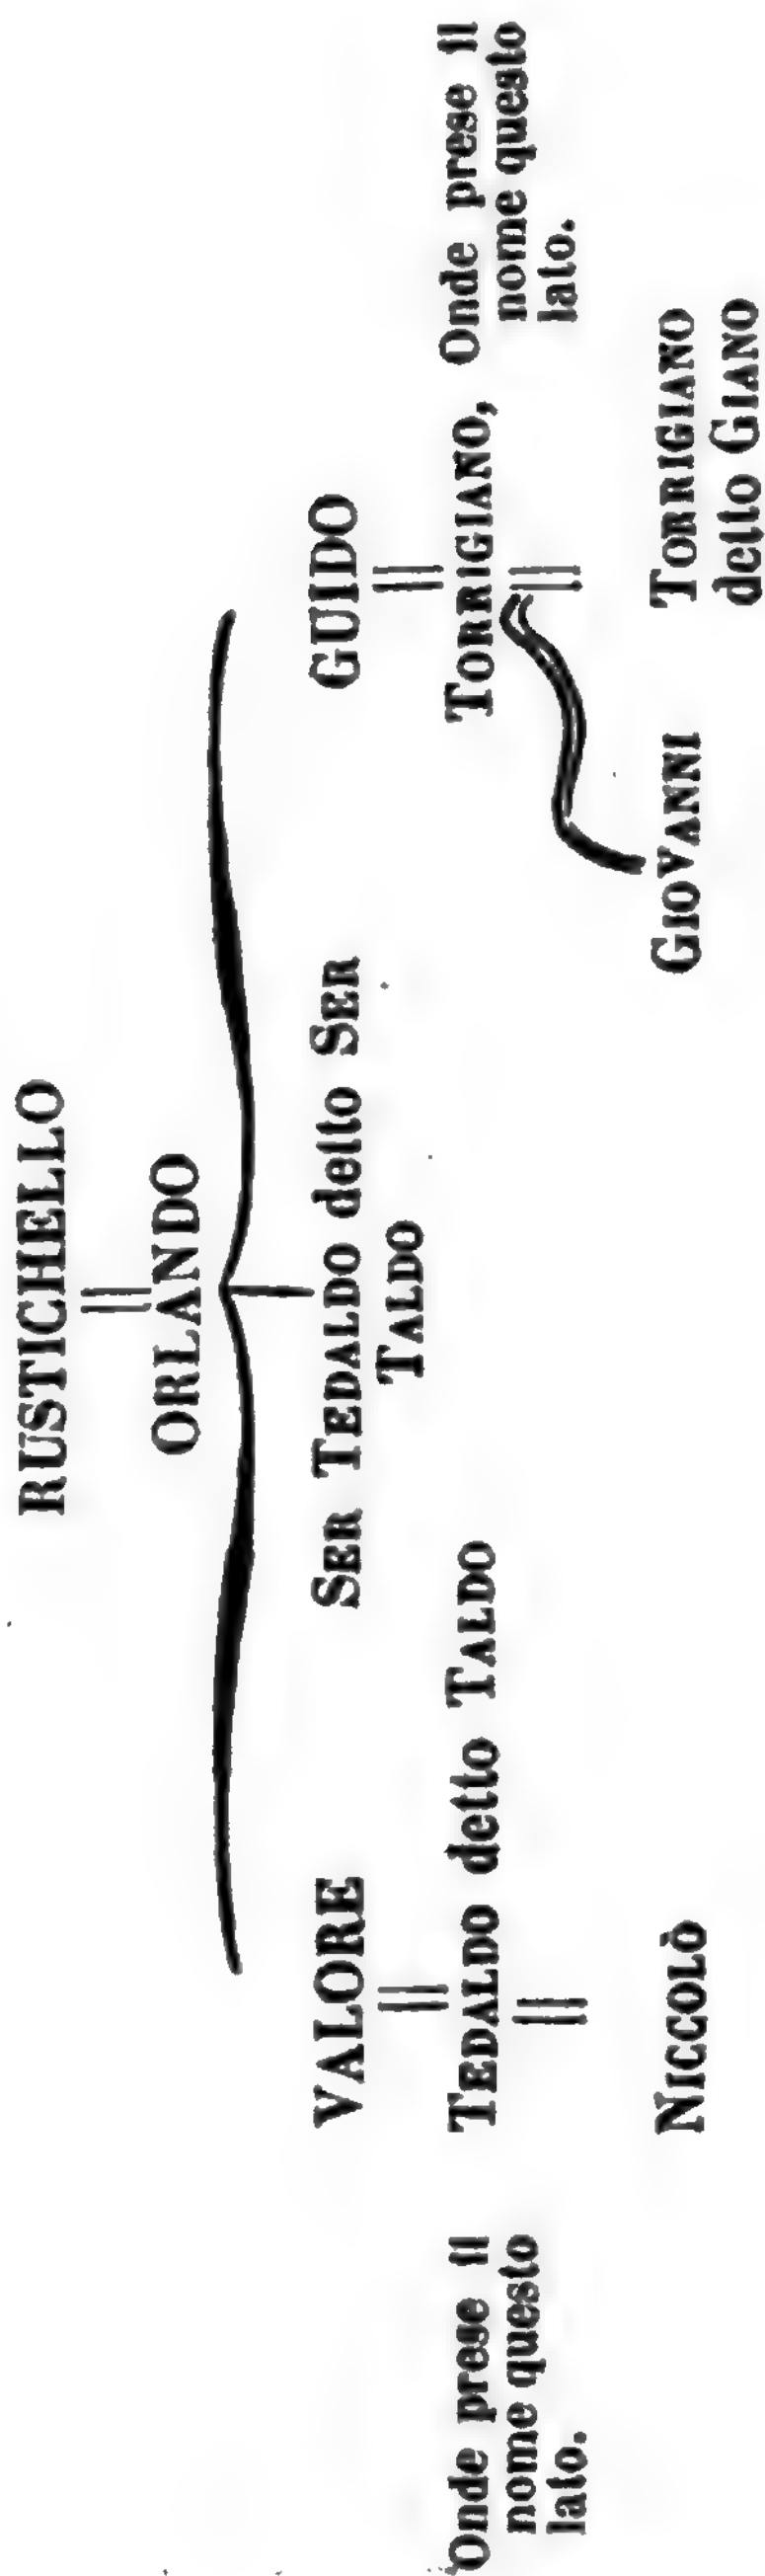 RUSTICHELLO
ORLANDO
VALORE
SER TEDALDO detto SER
TALDO
GUIDO
Onde prese il
nome questo
lato.
TEDALDO detto TALDO
TORRIGIANO,
Onde prese il
nome questo
lato.
NICCOLÒ
GIOVANNI
TORRIGIANO
detto GIANO